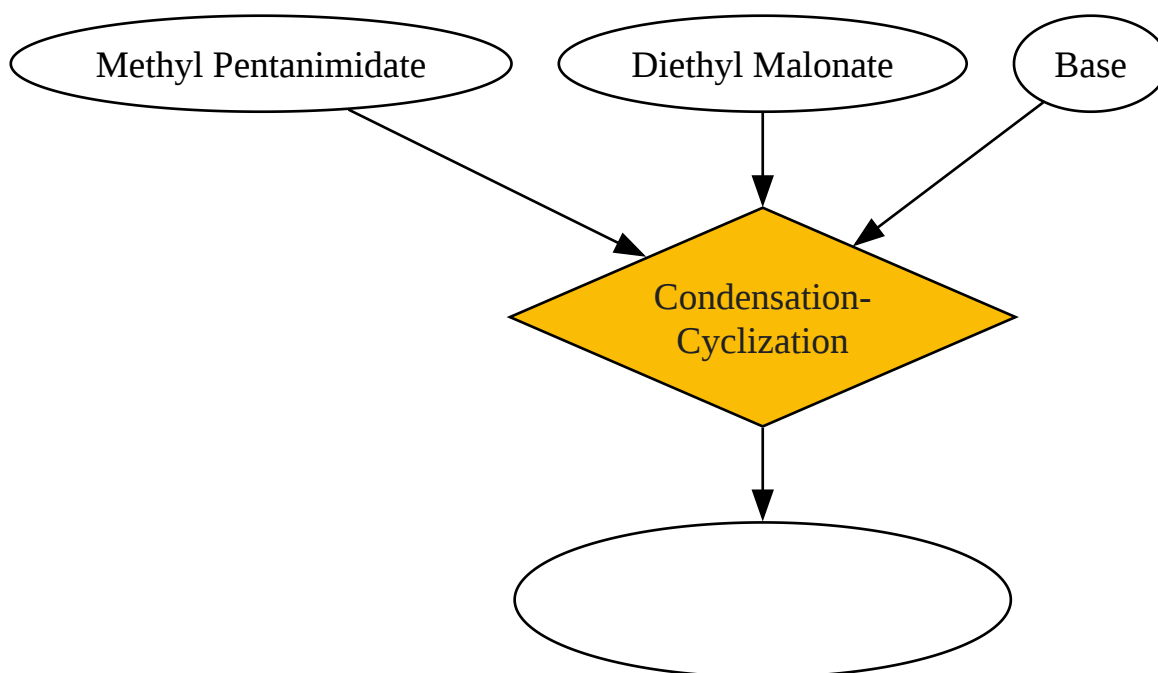 Methyl Pentanimidate
Diethyl Malonate
Base
Condensation-
Cyclization